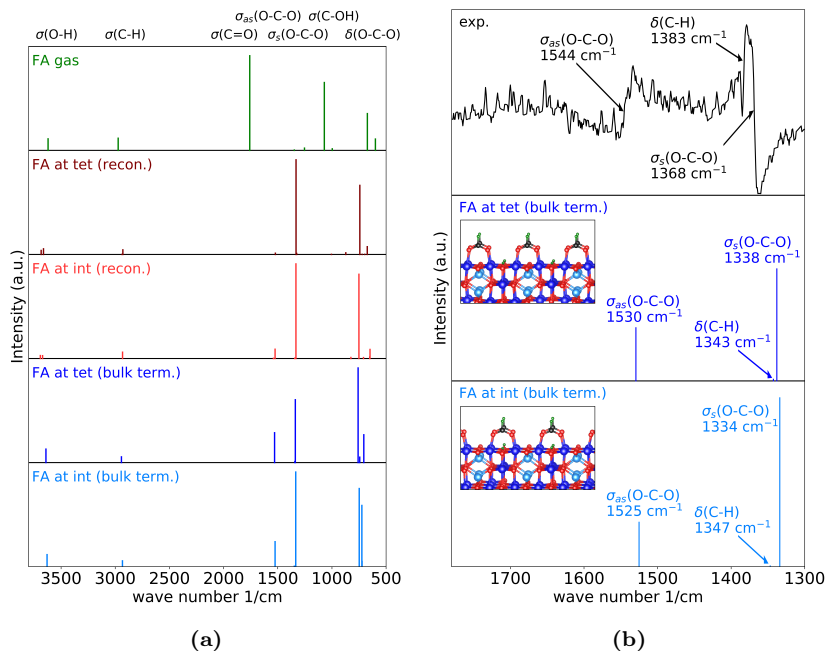 σas(O-C-O) σ(C-OH)
σ(O-H) σ(C-H) σ(C=O) σs(O-C-O) δ(O-C-O)
FA gas
FA at tet (recon.)
FA at int (recon.)
FA at tet (bulk term.)
FA at int (bulk term.)
Intensity (a.u.)
3500 3000 2500 2000 1500 1000 500
wave number 1/cm
(a)
exp.
δ(C-H)
1383 cm⁻¹
σas(O-C-O)
1544 cm⁻¹
σs(O-C-O)
1368 cm⁻¹
FA at tet (bulk term.)
σs(O-C-O)
1338 cm⁻¹
σas(O-C-O)
1530 cm⁻¹
δ(C-H)
1343 cm⁻¹
FA at int (bulk term.)
σs(O-C-O)
1334 cm⁻¹
σas(O-C-O)
1525 cm⁻¹
δ(C-H)
1347 cm⁻¹
Intensity (a.u.)
1700 1600 1500 1400 1300
wave number 1/cm
(b)